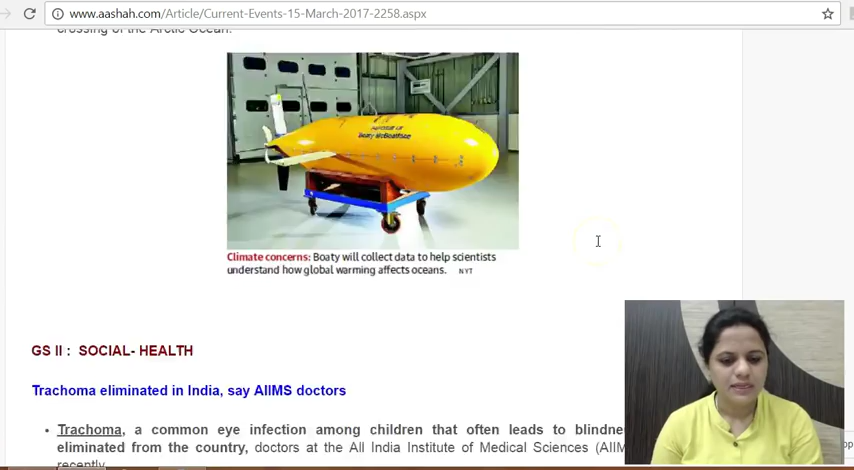 www.aashah.com/Article/Current-Events-15-March-2017-2258.aspx
crossing of the Arctic Ocean.
Boaty McBoatface
Climate concerns: Boaty will collect data to help scientists
understand how global warming affects oceans. NYT
GS II : SOCIAL- HEALTH
Trachoma eliminated in India, say AIIMS doctors
Trachoma, a common eye infection among children that often leads to blindne
eliminated from the country, doctors at the All India Institute of Medical Sciences (AIIM
recently